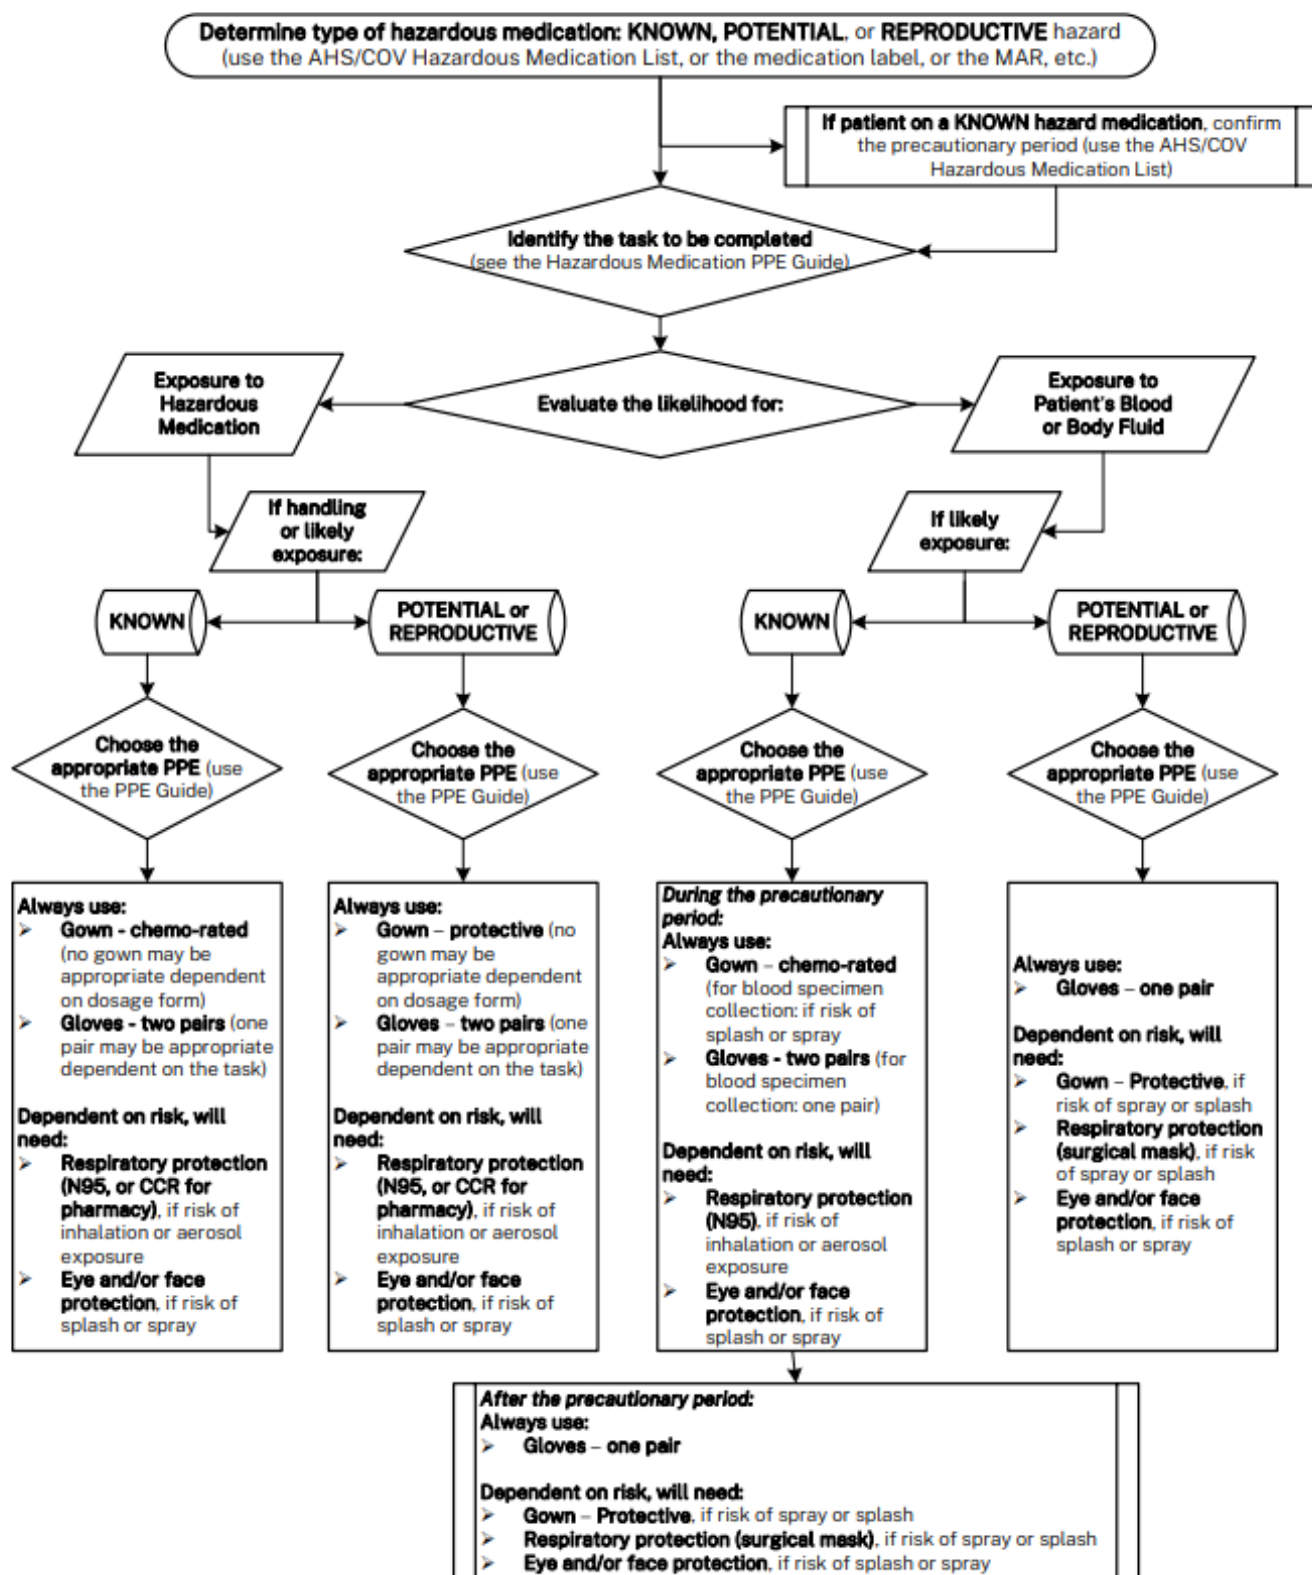 Determine type of hazardous medication: KNOWN, POTENTIAL, or REPRODUCTIVE hazard
(use the AHS/COV Hazardous Medication List, or the medication label, or the MAR, etc.)
If patient on a KNOWN hazard medication, confirm
the precautionary period (use the AHS/COV
Hazardous Medication List)
Identify the task to be completed
(see the Hazardous Medication PPE Guide)
Evaluate the likelihood for:
Exposure to
Hazardous
Medication
Exposure to
Patient's Blood
or Body Fluid
If handling
or likely
exposure:
If likely
exposure:
KNOWN
POTENTIAL or
REPRODUCTIVE
KNOWN
POTENTIAL or
REPRODUCTIVE
Choose the
appropriate PPE (use
the PPE Guide)
Choose the
appropriate PPE (use
the PPE Guide)
Choose the
appropriate PPE (use
the PPE Guide)
Choose the
appropriate PPE (use
the PPE Guide)
Always use:
➢ Gown - chemo-rated
(no gown may be
appropriate dependent
on dosage form)
➢ Gloves - two pairs (one
pair may be appropriate
dependent on the task)
Dependent on risk, will
need:
➢ Respiratory protection
(N95, or CCR for
pharmacy), if risk of
inhalation or aerosol
exposure
➢ Eye and/or face
protection, if risk of
splash or spray
Always use:
➢ Gown – protective (no
gown may be
appropriate dependent
on dosage form)
➢ Gloves – two pairs (one
pair may be appropriate
dependent on the task)
Dependent on risk, will
need:
➢ Respiratory protection
(N95, or CCR for
pharmacy), if risk of
inhalation or aerosol
exposure
➢ Eye and/or face
protection, if risk of
splash or spray
During the precautionary
period:
Always use:
➢ Gown – chemo-rated
(for blood specimen
collection: if risk of
splash or spray
➢ Gloves - two pairs (for
blood specimen
collection: one pair)
Dependent on risk, will
need:
➢ Respiratory protection
(N95), if risk of
inhalation or aerosol
exposure
➢ Eye and/or face
protection, if risk of
splash or spray
Always use:
➢ Gloves – one pair
Dependent on risk, will
need:
➢ Gown – Protective, if
risk of spray or splash
➢ Respiratory protection
(surgical mask), if risk
of spray or splash
➢ Eye and/or face
protection, if risk of
splash or spray
After the precautionary period:
Always use:
➢ Gloves – one pair
Dependent on risk, will need:
➢ Gown – Protective, if risk of spray or splash
➢ Respiratory protection (surgical mask), if risk of spray or splash
➢ Eye and/or face protection, if risk of splash or spray